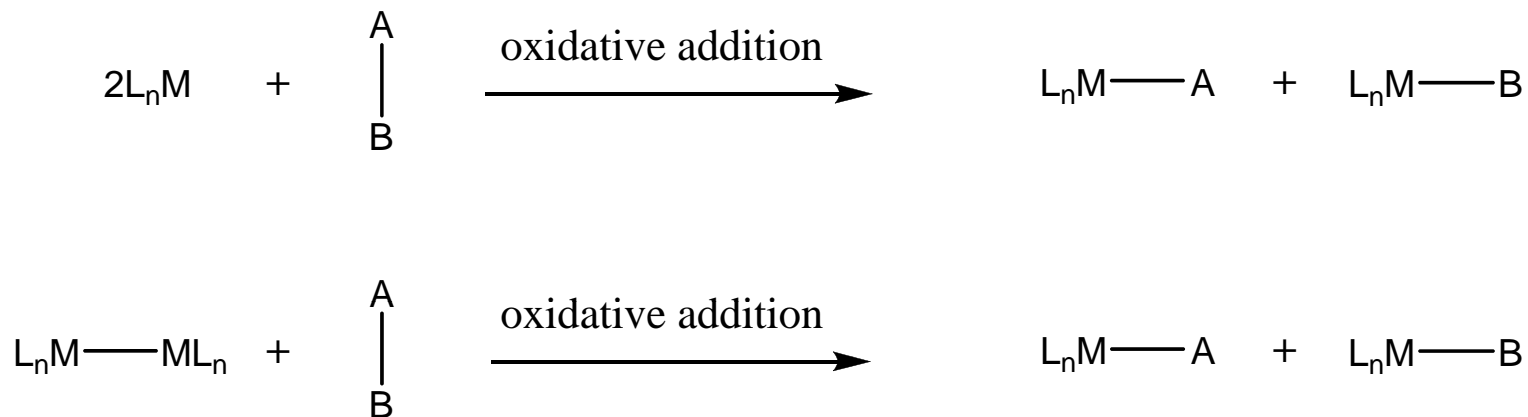 oxidative addition
2LₙM + A B LₙM A + LₙM B
oxidative addition
LₙM MLₙ + A B LₙM A + LₙM B